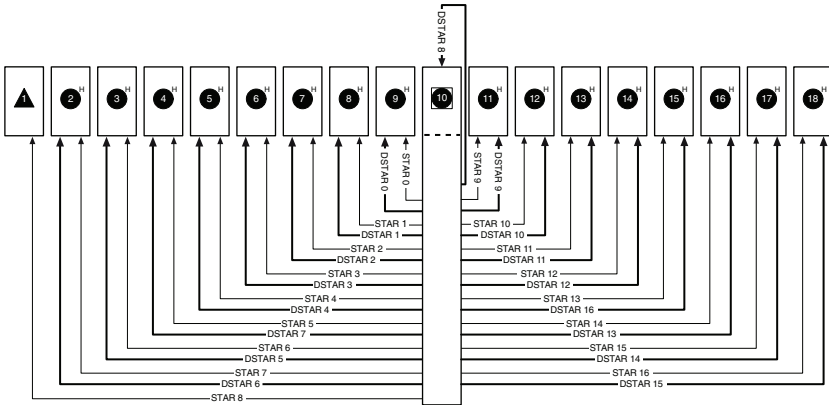 DSTAR 8
1
2 H
3 H
4 H
5 H
6 H
7 H
8 H
9 H
10
11 H
12 H
13 H
14 H
15 H
16 H
17 H
18 H
DSTAR 0
STAR 0
STAR 9
DSTAR 9
STAR 1
STAR 10
DSTAR 1
DSTAR 10
STAR 2
STAR 11
DSTAR 2
DSTAR 11
STAR 3
STAR 12
DSTAR 3
DSTAR 12
STAR 4
STAR 13
DSTAR 4
DSTAR 16
STAR 5
STAR 14
DSTAR 7
DSTAR 13
STAR 6
STAR 15
DSTAR 5
DSTAR 14
STAR 7
STAR 16
DSTAR 6
DSTAR 15
STAR 8